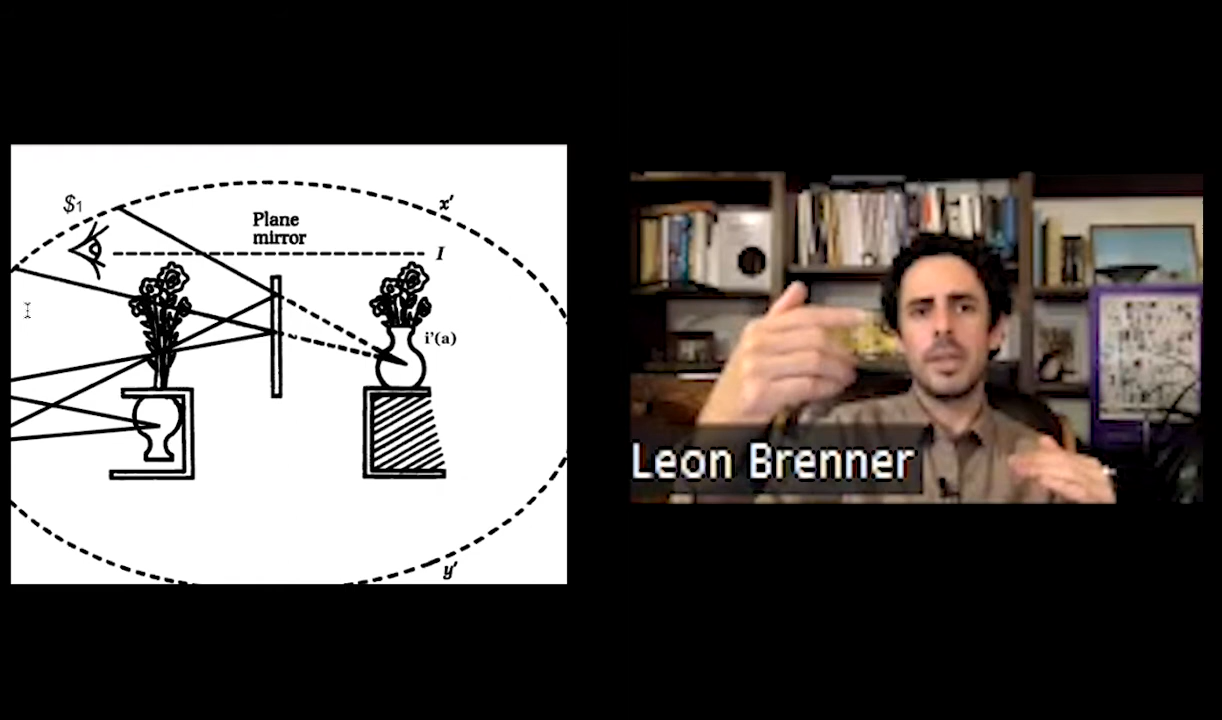 $1
x'
Plane
mirror
I
i'(a)
y'
Leon Brenner